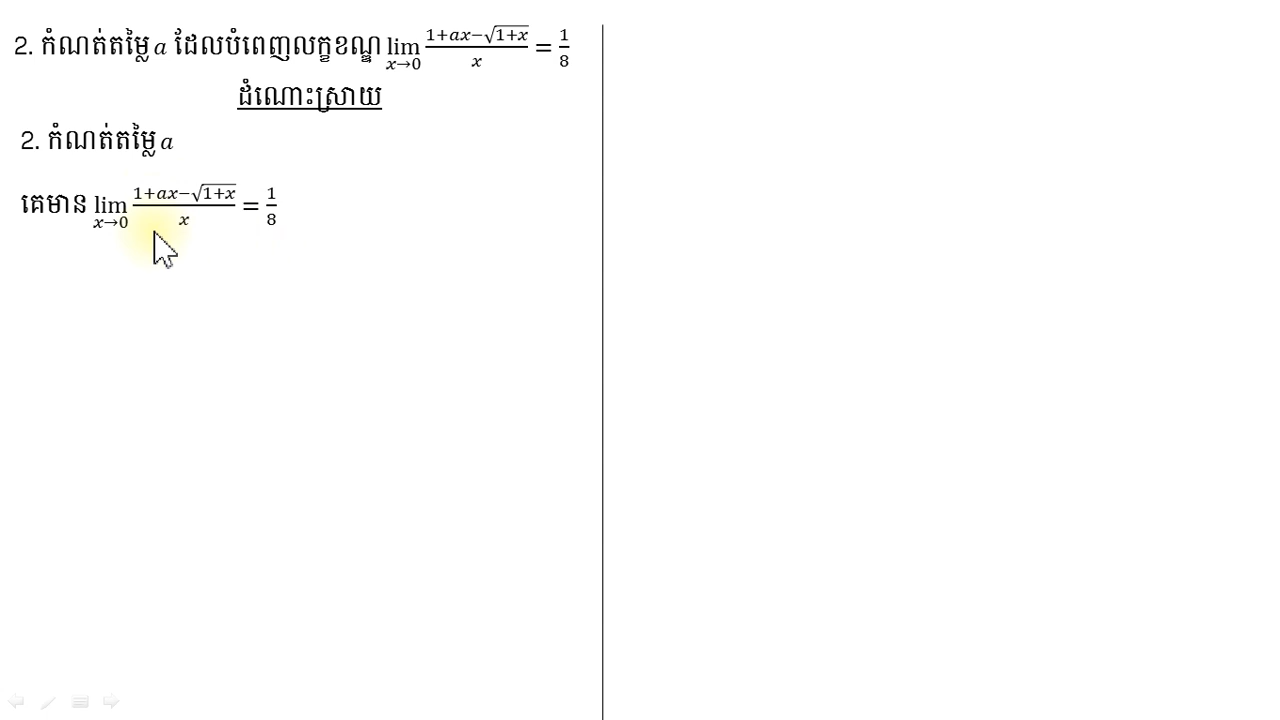 2. កំណត់តម្លៃ a ដែលបំពេញលក្ខខណ្ឌ lim x→0 (1+ax−√(1+x))/x = 1/8
ដំណោះស្រាយ
2. កំណត់តម្លៃ a
គេមាន lim x→0 (1+ax−√(1+x))/x = 1/8